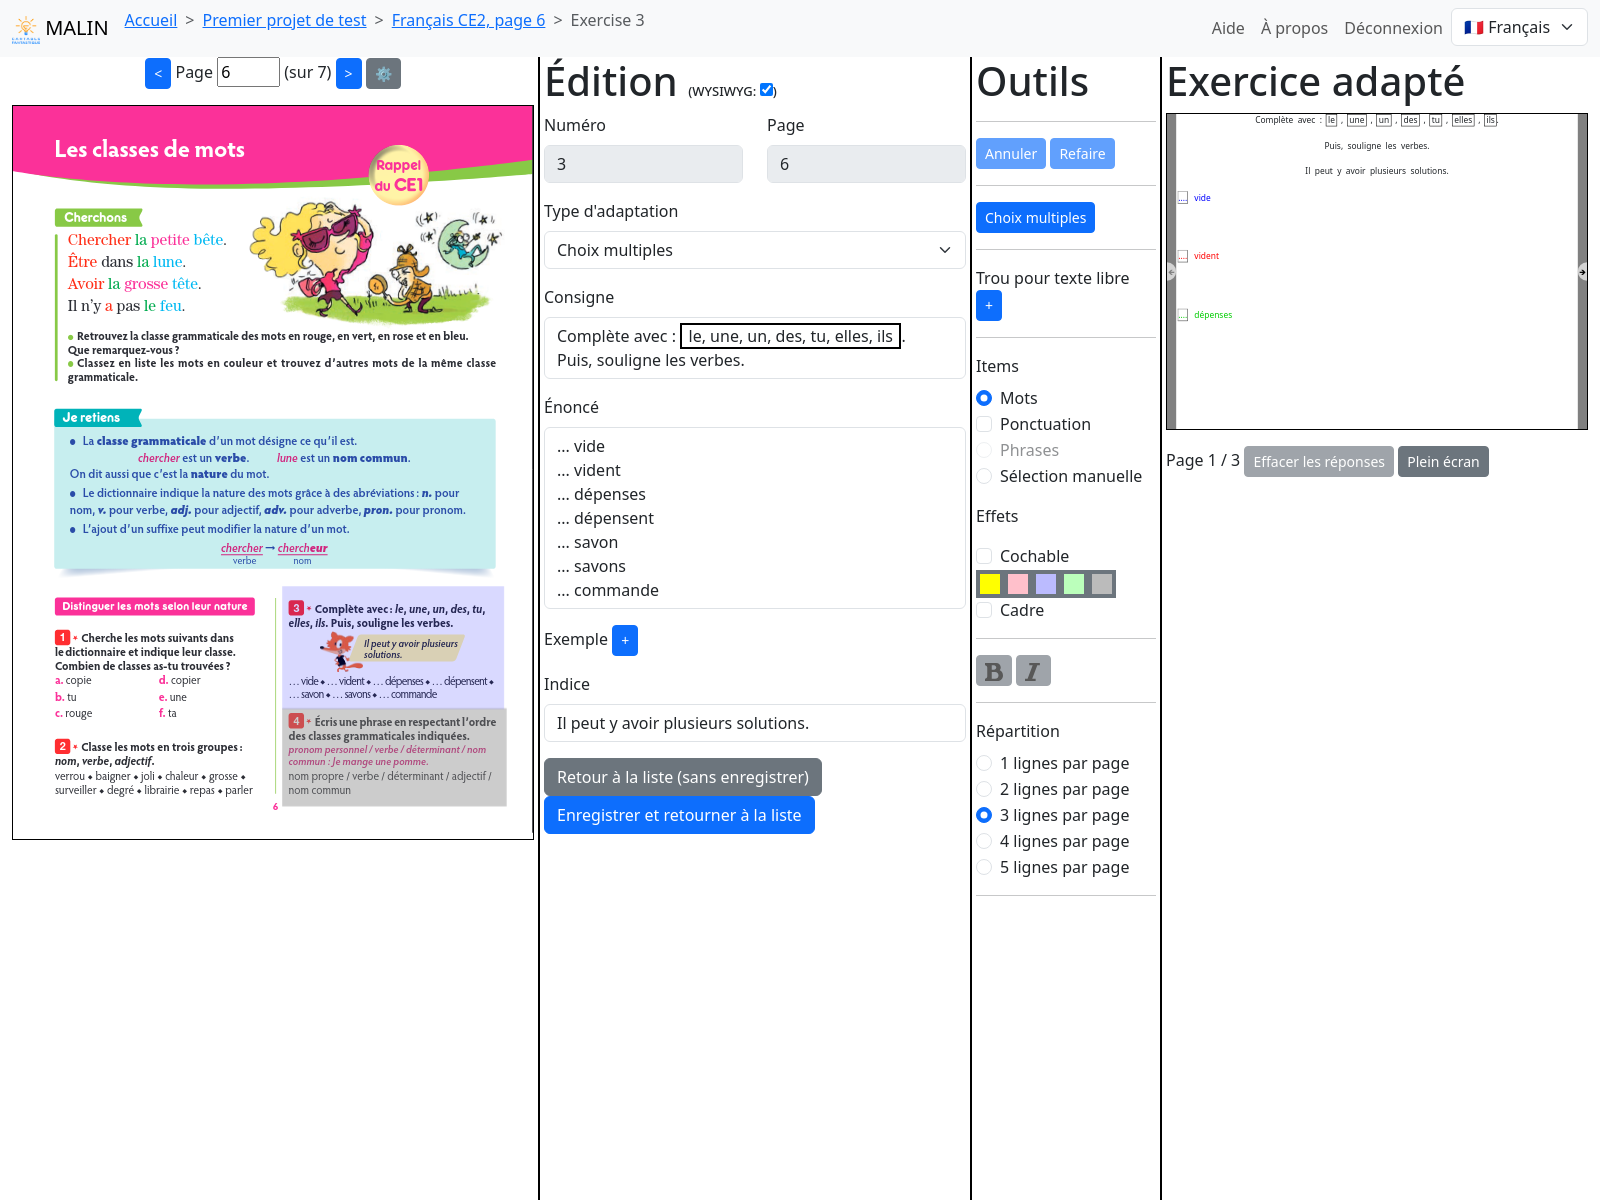 MALIN Accueil > Premier projet de test > Français CE2, page 6 > Exercise 3 Aide À propos Déconnexion 🇫🇷 Français
< Page 6 (sur 7) > ⚙️
Les classes de mots
Rappel
du CE1
Cherchons
Chercher la petite bête.
Être dans la lune.
Avoir la grosse tête.
Il n'y a pas le feu.
● Retrouvez la classe grammaticale des mots en rouge, en vert, en rose et en bleu.
Que remarquez-vous ?
● Classez en liste les mots en couleur et trouvez d'autres mots de la même classe
grammaticale.
Je retiens
● La classe grammaticale d'un mot désigne ce qu'il est.
chercher est un verbe. lune est un nom commun.
On dit aussi que c'est la nature du mot.
● Le dictionnaire indique la nature des mots grâce à des abréviations : n. pour
nom, v. pour verbe, adj. pour adjectif, adv. pour adverbe, pron. pour pronom.
● L'ajout d'un suffixe peut modifier la nature d'un mot.
chercher → chercheur
verbe nom
Distinguer les mots selon leur nature
1 * Cherche les mots suivants dans
le dictionnaire et indique leur classe.
Combien de classes as-tu trouvées ?
a. copie d. copier
b. tu e. une
c. rouge f. ta
2 * Classe les mots en trois groupes :
nom, verbe, adjectif.
verrou ⬥ baigner ⬥ joli ⬥ chaleur ⬥ grosse ⬥
surveiller ⬥ degré ⬥ librairie ⬥ repas ⬥ parler
3 * Complète avec : le, une, un, des, tu,
elles, ils. Puis, souligne les verbes.
Il peut y avoir plusieurs
solutions.
... vide ⬥ ... vident ⬥ ... dépenses ⬥ ... dépensent ⬥
... savon ⬥ ... savons ⬥ ... commande
4 * Écris une phrase en respectant l'ordre
des classes grammaticales indiquées.
pronom personnel / verbe / déterminant / nom
commun : Je mange une pomme.
nom propre / verbe / déterminant / adjectif /
nom commun
6
Édition (WYSIWYG: )
Numéro Page
3 6
Type d'adaptation
Choix multiples
Consigne
Complète avec : le, une, un, des, tu, elles, ils .
Puis, souligne les verbes.
Énoncé
... vide
... vident
... dépenses
... dépensent
... savon
... savons
... commande
Exemple +
Indice
Il peut y avoir plusieurs solutions.
Retour à la liste (sans enregistrer)
Enregistrer et retourner à la liste
Outils
Annuler Refaire
Choix multiples
Trou pour texte libre
+
Items
Mots
Ponctuation
Phrases
Sélection manuelle
Effets
Cochable
Cadre
B I
Répartition
1 lignes par page
2 lignes par page
3 lignes par page
4 lignes par page
5 lignes par page
Exercice adapté
Complète avec : le , une , un , des , tu , elles , ils.
Puis, souligne les verbes.
Il peut y avoir plusieurs solutions.
.... vide
.... vident
.... dépenses
Page 1 / 3 Effacer les réponses Plein écran